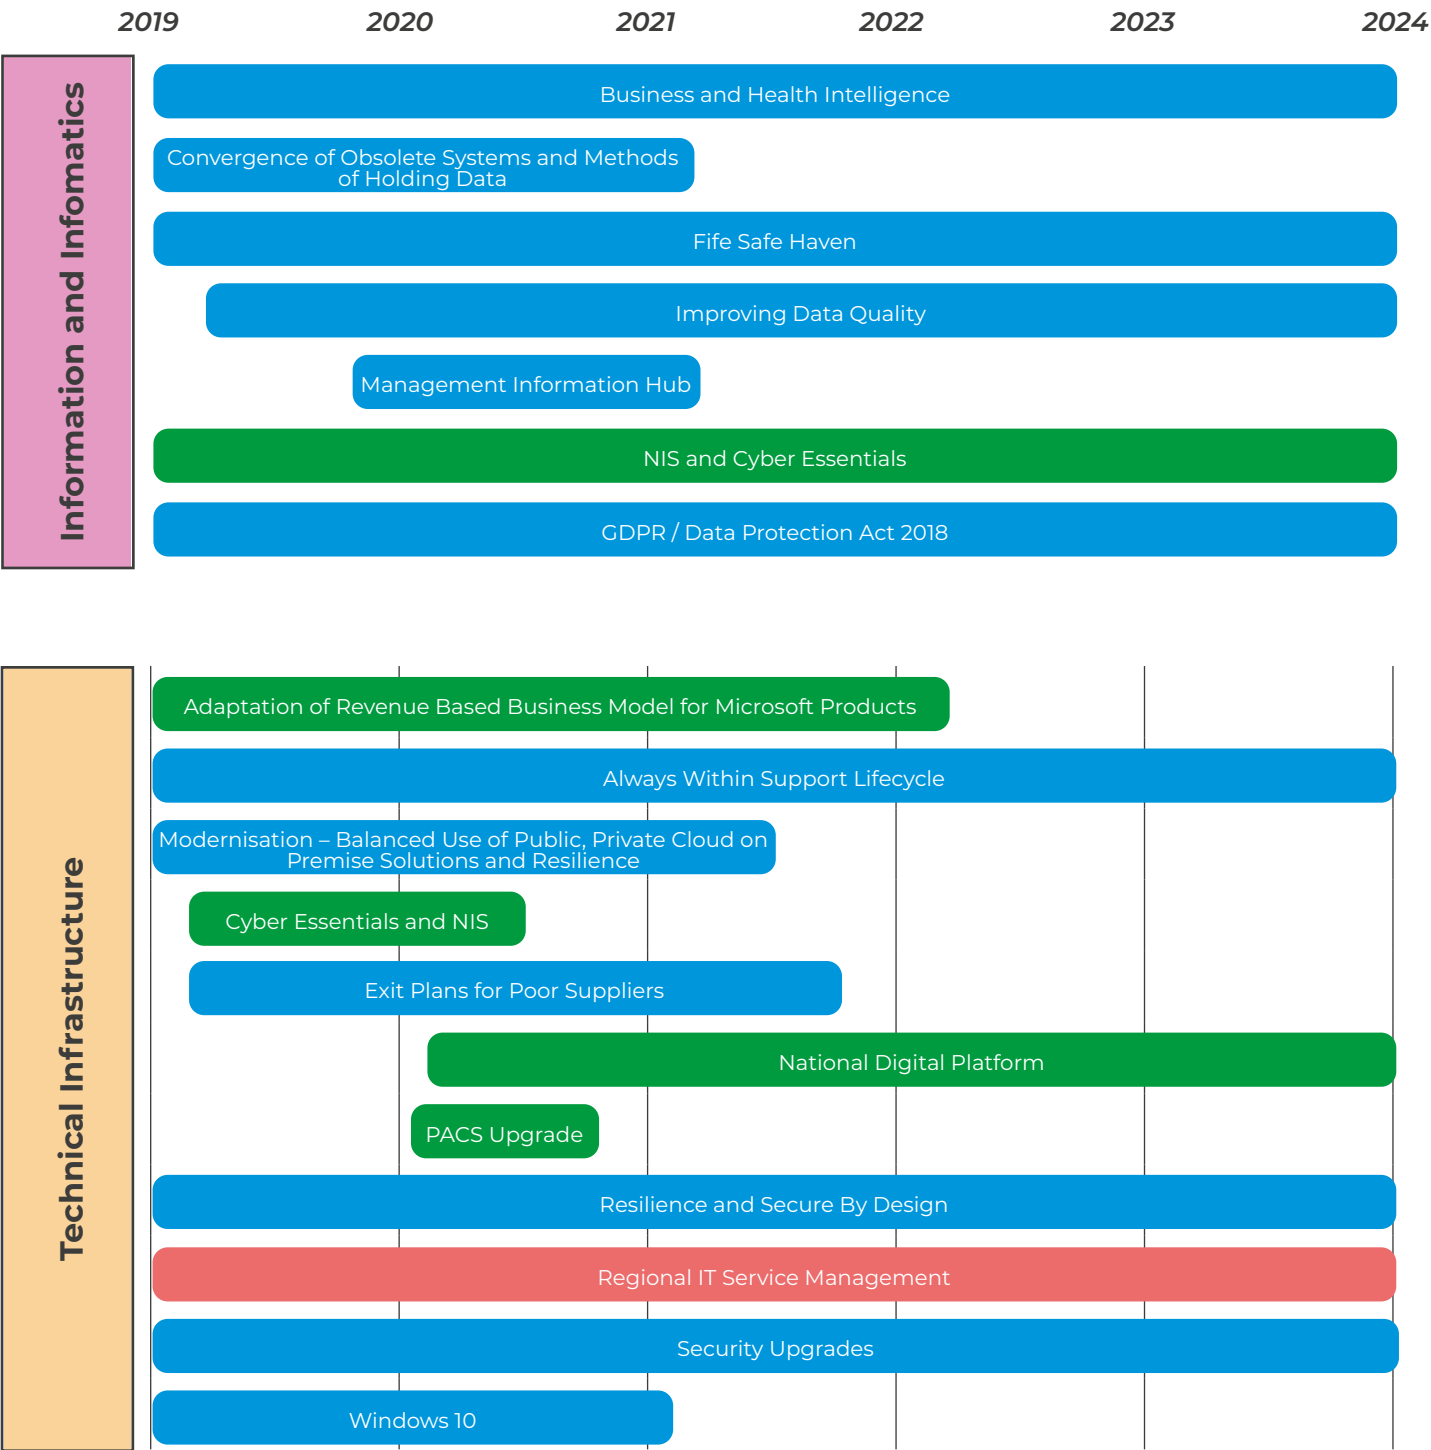 2019 2020 2021 2022 2023 2024
Information and Infomatics
Business and Health Intelligence
Convergence of Obsolete Systems and Methods
of Holding Data
Fife Safe Haven
Improving Data Quality
Management Information Hub
NIS and Cyber Essentials
GDPR / Data Protection Act 2018
Technical Infrastructure
Adaptation of Revenue Based Business Model for Microsoft Products
Always Within Support Lifecycle
Modernisation – Balanced Use of Public, Private Cloud on
Premise Solutions and Resilience
Cyber Essentials and NIS
Exit Plans for Poor Suppliers
National Digital Platform
PACS Upgrade
Resilience and Secure By Design
Regional IT Service Management
Security Upgrades
Windows 10